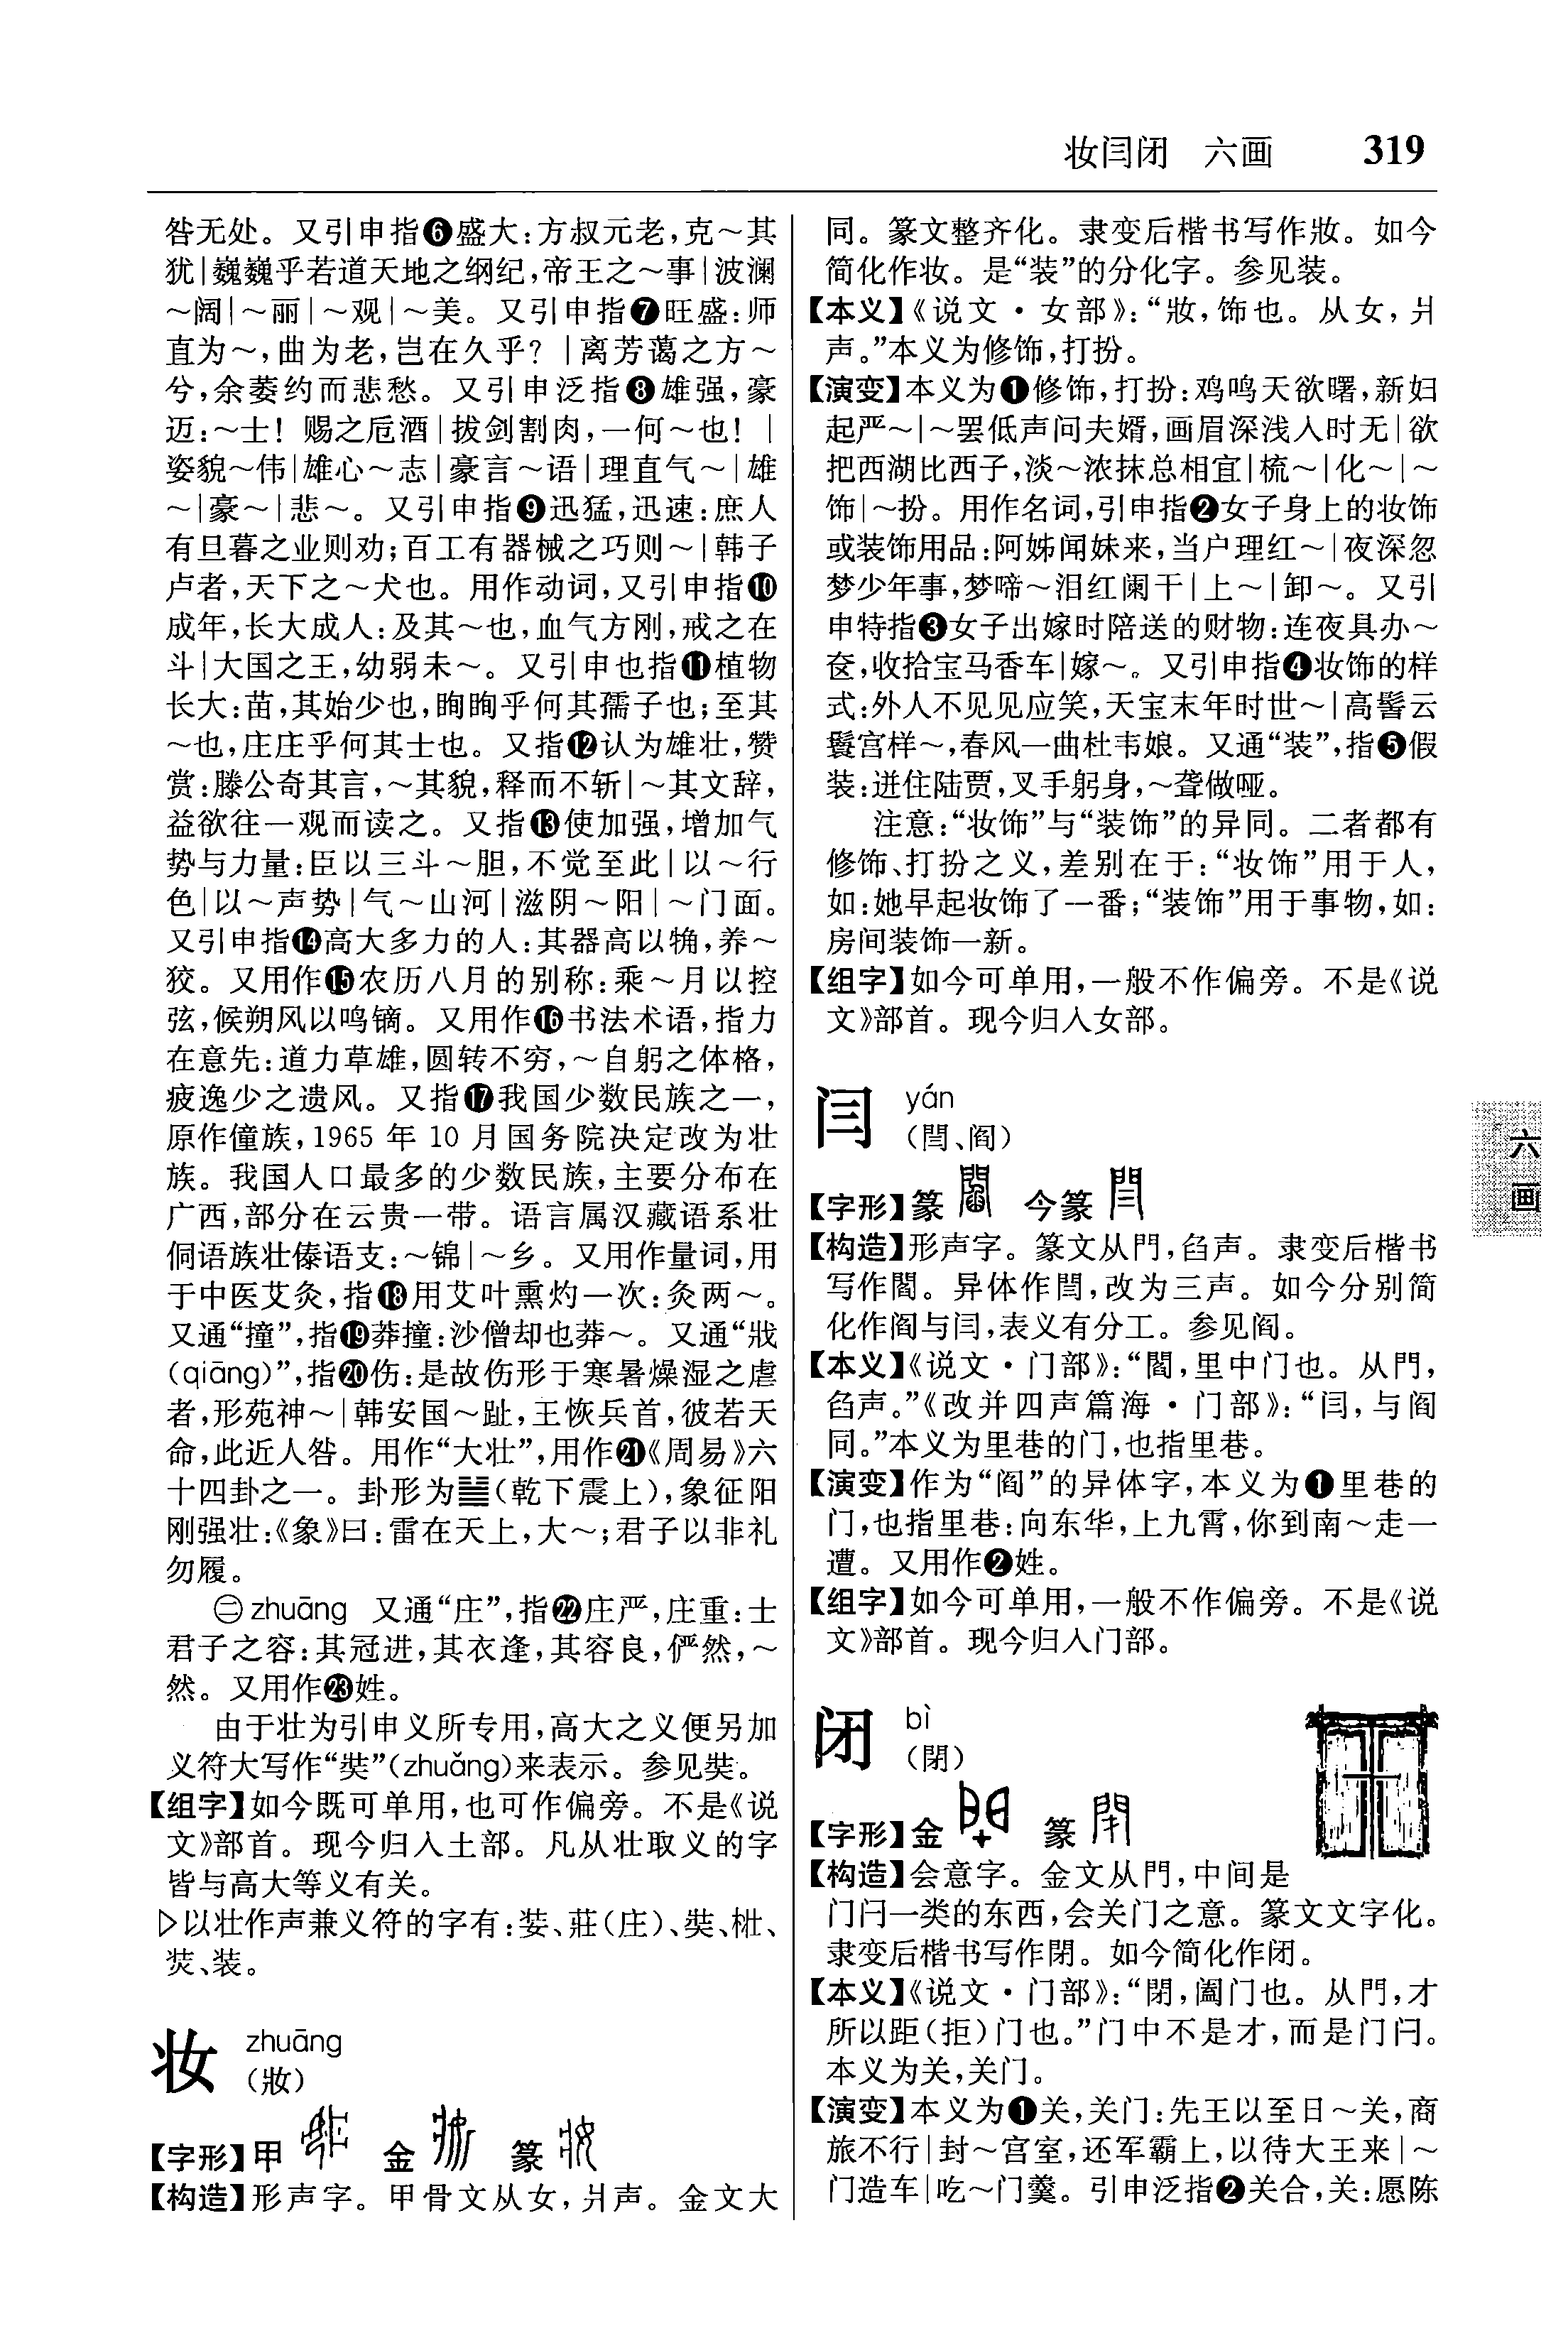 妆闫闭　六画　319
咎无处。又引申指❻盛大:方叔元老,克～其
犹|巍巍乎若道天地之纲纪,帝王之～事|波澜
～阔|～丽|～观|～美。又引申指❼旺盛:师
直为～,曲为老,岂在久乎?|离芳蔼之方～
兮,余萎约而悲愁。又引申泛指❽雄强,豪
迈:～士!赐之卮酒|拔剑割肉,一何～也!|
姿貌～伟|雄心～志|豪言～语|理直气～|雄
～|豪～|悲～。又引申指❾迅猛,迅速:庶人
有旦暮之业则劝;百工有器械之巧则～|韩子
卢者,天下之～犬也。用作动词,又引申指❿
成年,长大成人:及其～也,血气方刚,戒之在
斗|大国之王,幼弱未～。又引申也指⓫植物
长大:苗,其始少也,眗眗乎何其孺子也;至其
～也,庄庄乎何其士也。又指⓬认为雄壮,赞
赏:滕公奇其言,～其貌,释而不斩|～其文辞,
益欲往一观而读之。又指⓭使加强,增加气
势与力量:臣以三斗～胆,不觉至此|以～行
色|以～声势|气～山河|滋阴～阳|～门面。
又引申指⓮高大多力的人:其器高以觕,养～
狡。又用作⓯农历八月的别称:乘～月以控
弦,候朔风以鸣镝。又用作⓰书法术语,指力
在意先:道力草雄,圆转不穷,～自躬之体格,
疲逸少之遗风。又指⓱我国少数民族之一,
原作僮族,1965 年 10 月国务院决定改为壮
族。我国人口最多的少数民族,主要分布在
广西,部分在云贵一带。语言属汉藏语系壮
侗语族壮傣语支:～锦|～乡。又用作量词,用
于中医艾灸,指⓲用艾叶熏灼一次:灸两～。
又通“撞”,指⓳莽撞:沙僧却也莽～。又通“戕
(qiāng)”,指⓴伤:是故伤形于寒暑燥湿之虐
者,形苑神～|韩安国～趾,王恢兵首,彼若天
命,此近人咎。用作“大壮”,用作㉑《周易》六
十四卦之一。卦形为䷡(乾下震上),象征阳
刚强壮:《象》曰:雷在天上,大～;君子以非礼
勿履。
㊁zhuāng　又通“庄”,指㉒庄严,庄重:士
君子之容:其冠进,其衣逢,其容良,俨然,～
然。又用作㉓姓。
由于壮为引申义所专用,高大之义便另加
义符大写作“奘”(zhuǎng)来表示。参见奘。
【组字】如今既可单用,也可作偏旁。不是《说
文》部首。现今归入土部。凡从壮取义的字
皆与高大等义有关。
▷以壮作声兼义符的字有:娤、莊(庄)、奘、梉、
焋、装。
妆　zhuāng
(妝)
【字形】甲　金　篆
【构造】形声字。甲骨文从女,爿声。金文大
同。篆文整齐化。隶变后楷书写作妝。如今
简化作妆。是“装”的分化字。参见装。
【本义】《说文·女部》:“妝,饰也。从女,爿
声。”本义为修饰,打扮。
【演变】本义为❶修饰,打扮:鸡鸣天欲曙,新妇
起严～|～罢低声问夫婿,画眉深浅入时无|欲
把西湖比西子,淡～浓抹总相宜|梳～|化～|～
饰|～扮。用作名词,引申指❷女子身上的妆饰
或装饰用品:阿姊闻妹来,当户理红～|夜深忽
梦少年事,梦啼～泪红阑干|上～|卸～。又引
申特指❸女子出嫁时陪送的财物:连夜具办～
奁,收拾宝马香车|嫁～。又引申指❹妆饰的样
式:外人不见见应笑,天宝末年时世～|高髻云
鬟宫样～,春风一曲杜韦娘。又通“装”,指❺假
装:迸住陆贾,叉手躬身,～聋做哑。
注意:“妆饰”与“装饰”的异同。二者都有
修饰、打扮之义,差别在于:“妆饰”用于人,
如:她早起妆饰了一番;“装饰”用于事物,如:
房间装饰一新。
【组字】如今可单用,一般不作偏旁。不是《说
文》部首。现今归入女部。
闫　yán
(閆、阎)
【字形】篆　今篆
【构造】形声字。篆文从門,臽声。隶变后楷书
写作閻。异体作閆,改为三声。如今分别简
化作阎与闫,表义有分工。参见阎。
【本义】《说文·门部》:“閻,里中门也。从門,
臽声。”《改并四声篇海·门部》:“闫,与阎
同。”本义为里巷的门,也指里巷。
【演变】作为“阎”的异体字,本义为❶里巷的
门,也指里巷:向东华,上九霄,你到南～走一
遭。又用作❷姓。
【组字】如今可单用,一般不作偏旁。不是《说
文》部首。现今归入门部。
闭　bì
(閉)
【字形】金　篆
【构造】会意字。金文从門,中间是
门闩一类的东西,会关门之意。篆文文字化。
隶变后楷书写作閉。如今简化作闭。
【本义】《说文·门部》:“閉,阖门也。从門,才
所以距(拒)门也。”门中不是才,而是门闩。
本义为关,关门。
【演变】本义为❶关,关门:先王以至日～关,商
旅不行|封～宫室,还军霸上,以待大王来|～
门造车|吃～门羹。引申泛指❷关合,关:愿陈
六
画